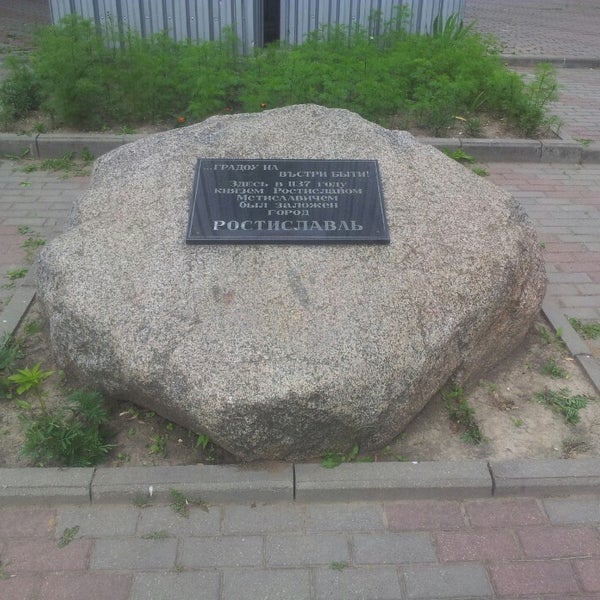 ...ГРАДОУ НА
ВЪСТРИ БЫТИ!
Здесь в 1137 году
князем Ростиславом
Мстиславичем
был заложен
город
РОСТИСЛАВЛЬ